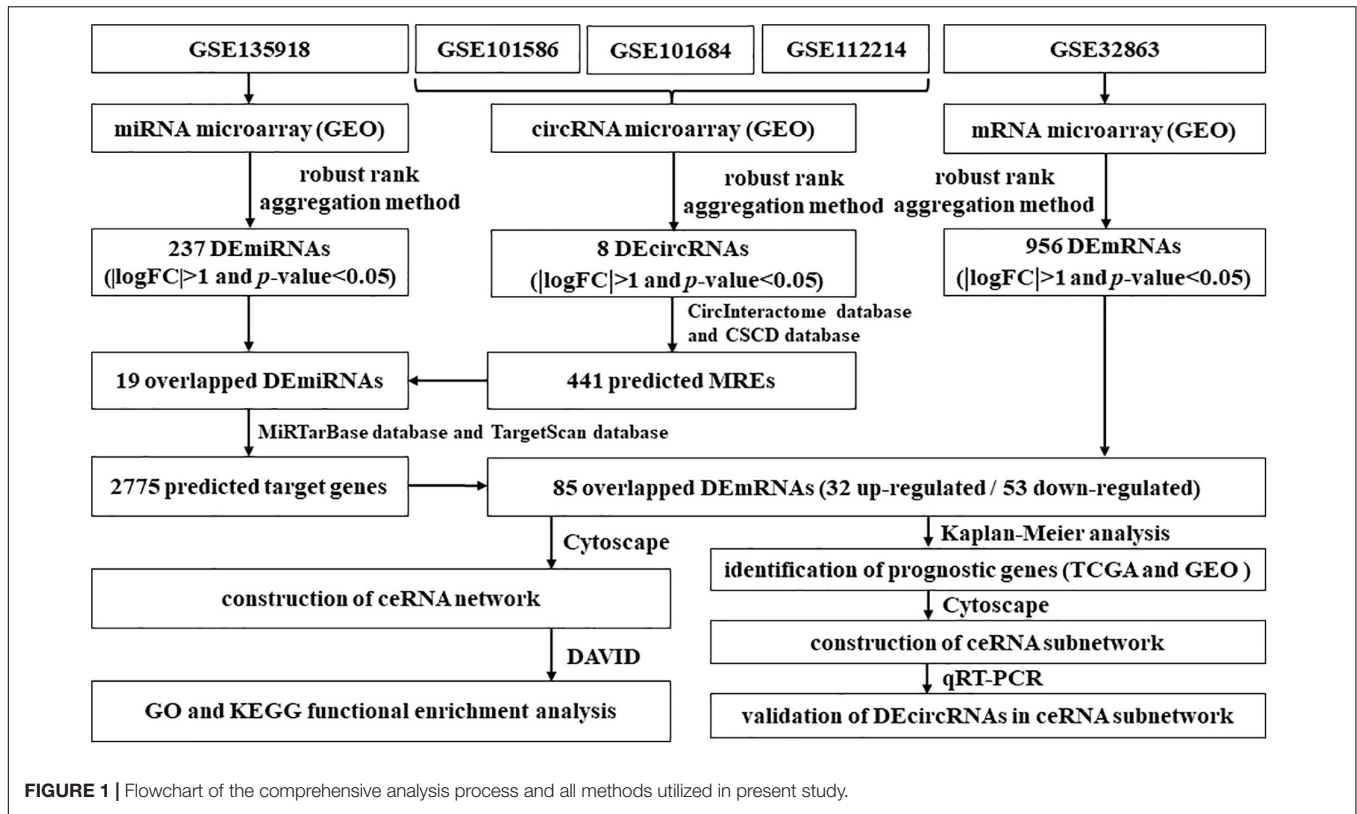 GSE135918
GSE101586
GSE101684
GSE112214
GSE32863
miRNA microarray (GEO)
circRNA microarray (GEO)
mRNA microarray (GEO)
robust rank
aggregation method
robust rank
aggregation method
robust rank
aggregation method
237 DEmiRNAs
(|logFC|>1 and p-value<0.05)
8 DEcircRNAs
(|logFC|>1 and p-value<0.05)
956 DEmRNAs
(|logFC|>1 and p-value<0.05)
CircInteractome database
and CSCD database
19 overlapped DEmiRNAs
441 predicted MREs
MiRTarBase database and TargetScan database
2775 predicted target genes
85 overlapped DEmRNAs (32 up-regulated / 53 down-regulated)
Cytoscape
Kaplan-Meier analysis
construction of ceRNA network
identification of prognostic genes (TCGA and GEO )
Cytoscape
construction of ceRNA subnetwork
DAVID
qRT-PCR
GO and KEGG functional enrichment analysis
validation of DEcircRNAs in ceRNA subnetwork
FIGURE 1 | Flowchart of the comprehensive analysis process and all methods utilized in present study.